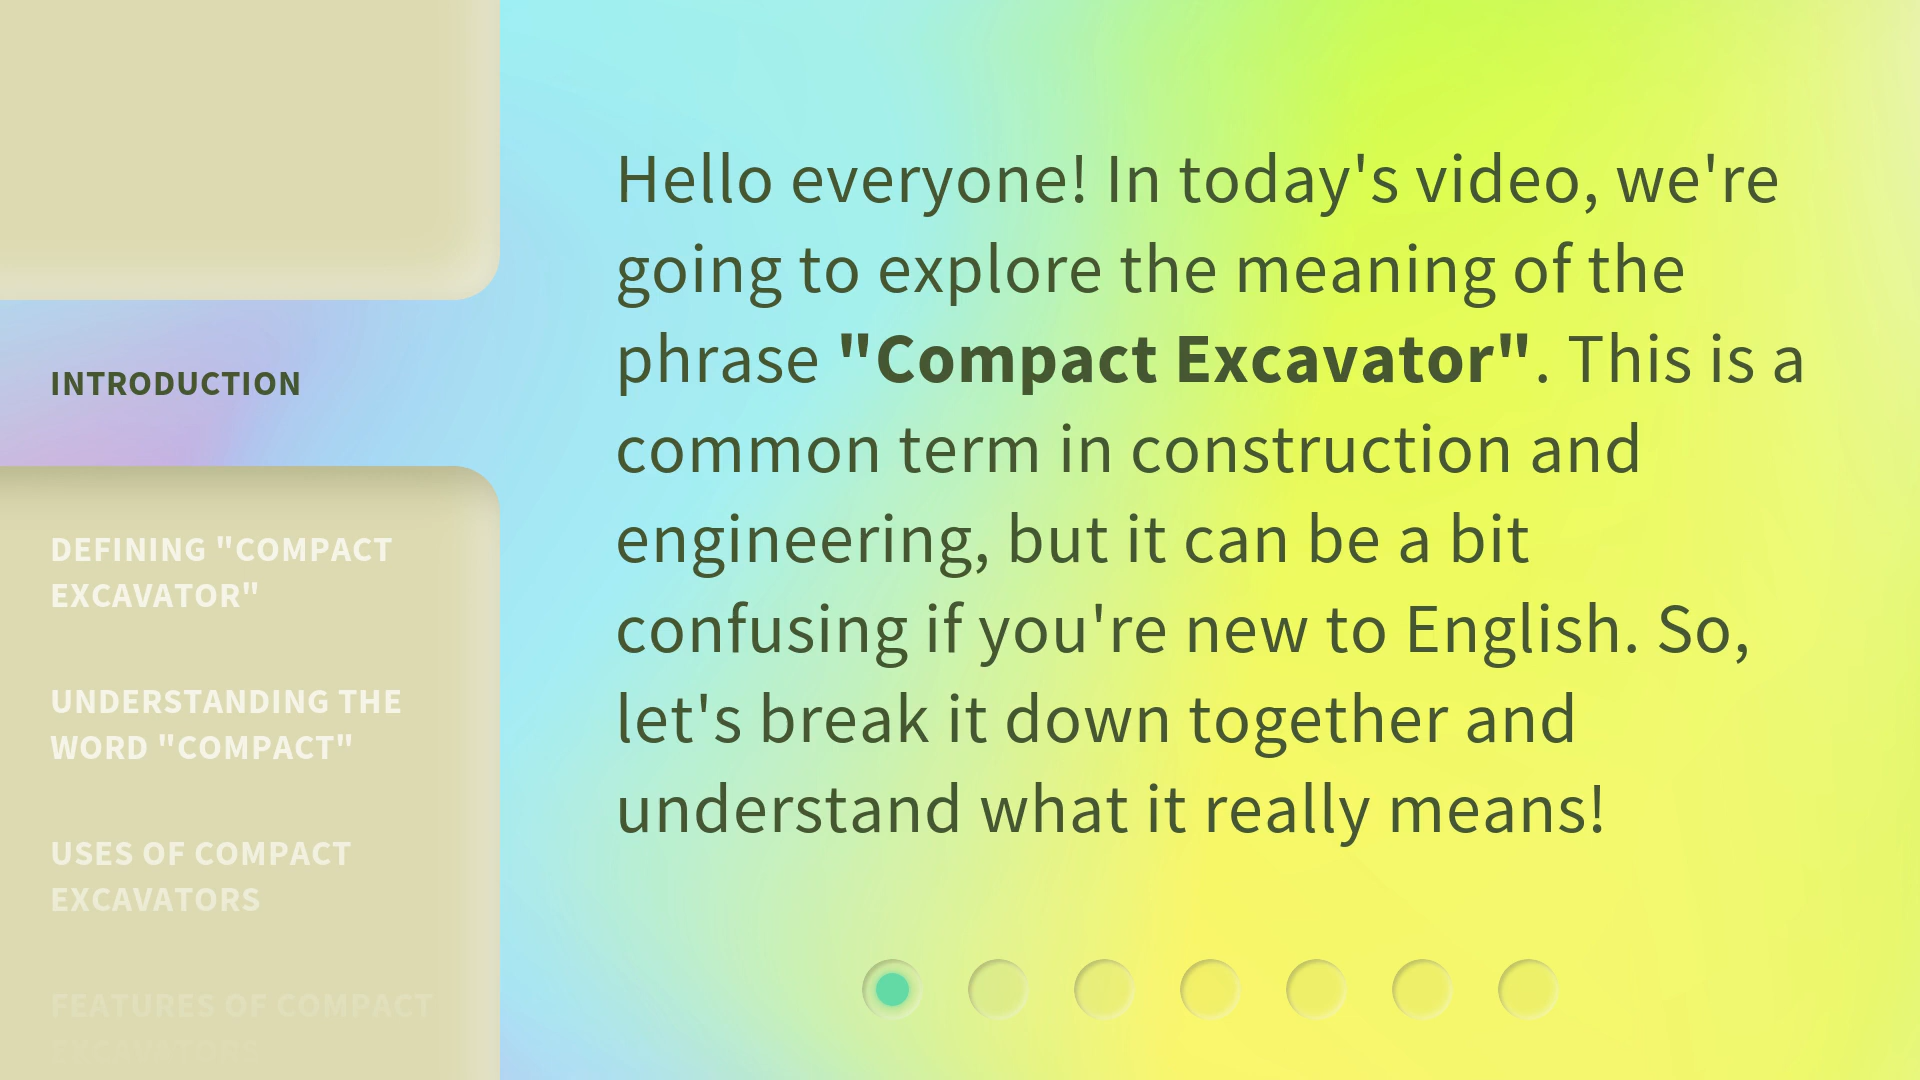 INTRODUCTION
DEFINING "COMPACT
EXCAVATOR"
UNDERSTANDING THE
WORD "COMPACT"
USES OF COMPACT
EXCAVATORS
FEATURES OF COMPACT
EXCAVATORS
Hello everyone! In today's video, we're
going to explore the meaning of the
phrase "Compact Excavator". This is a
common term in construction and
engineering, but it can be a bit
confusing if you're new to English. So,
let's break it down together and
understand what it really means!